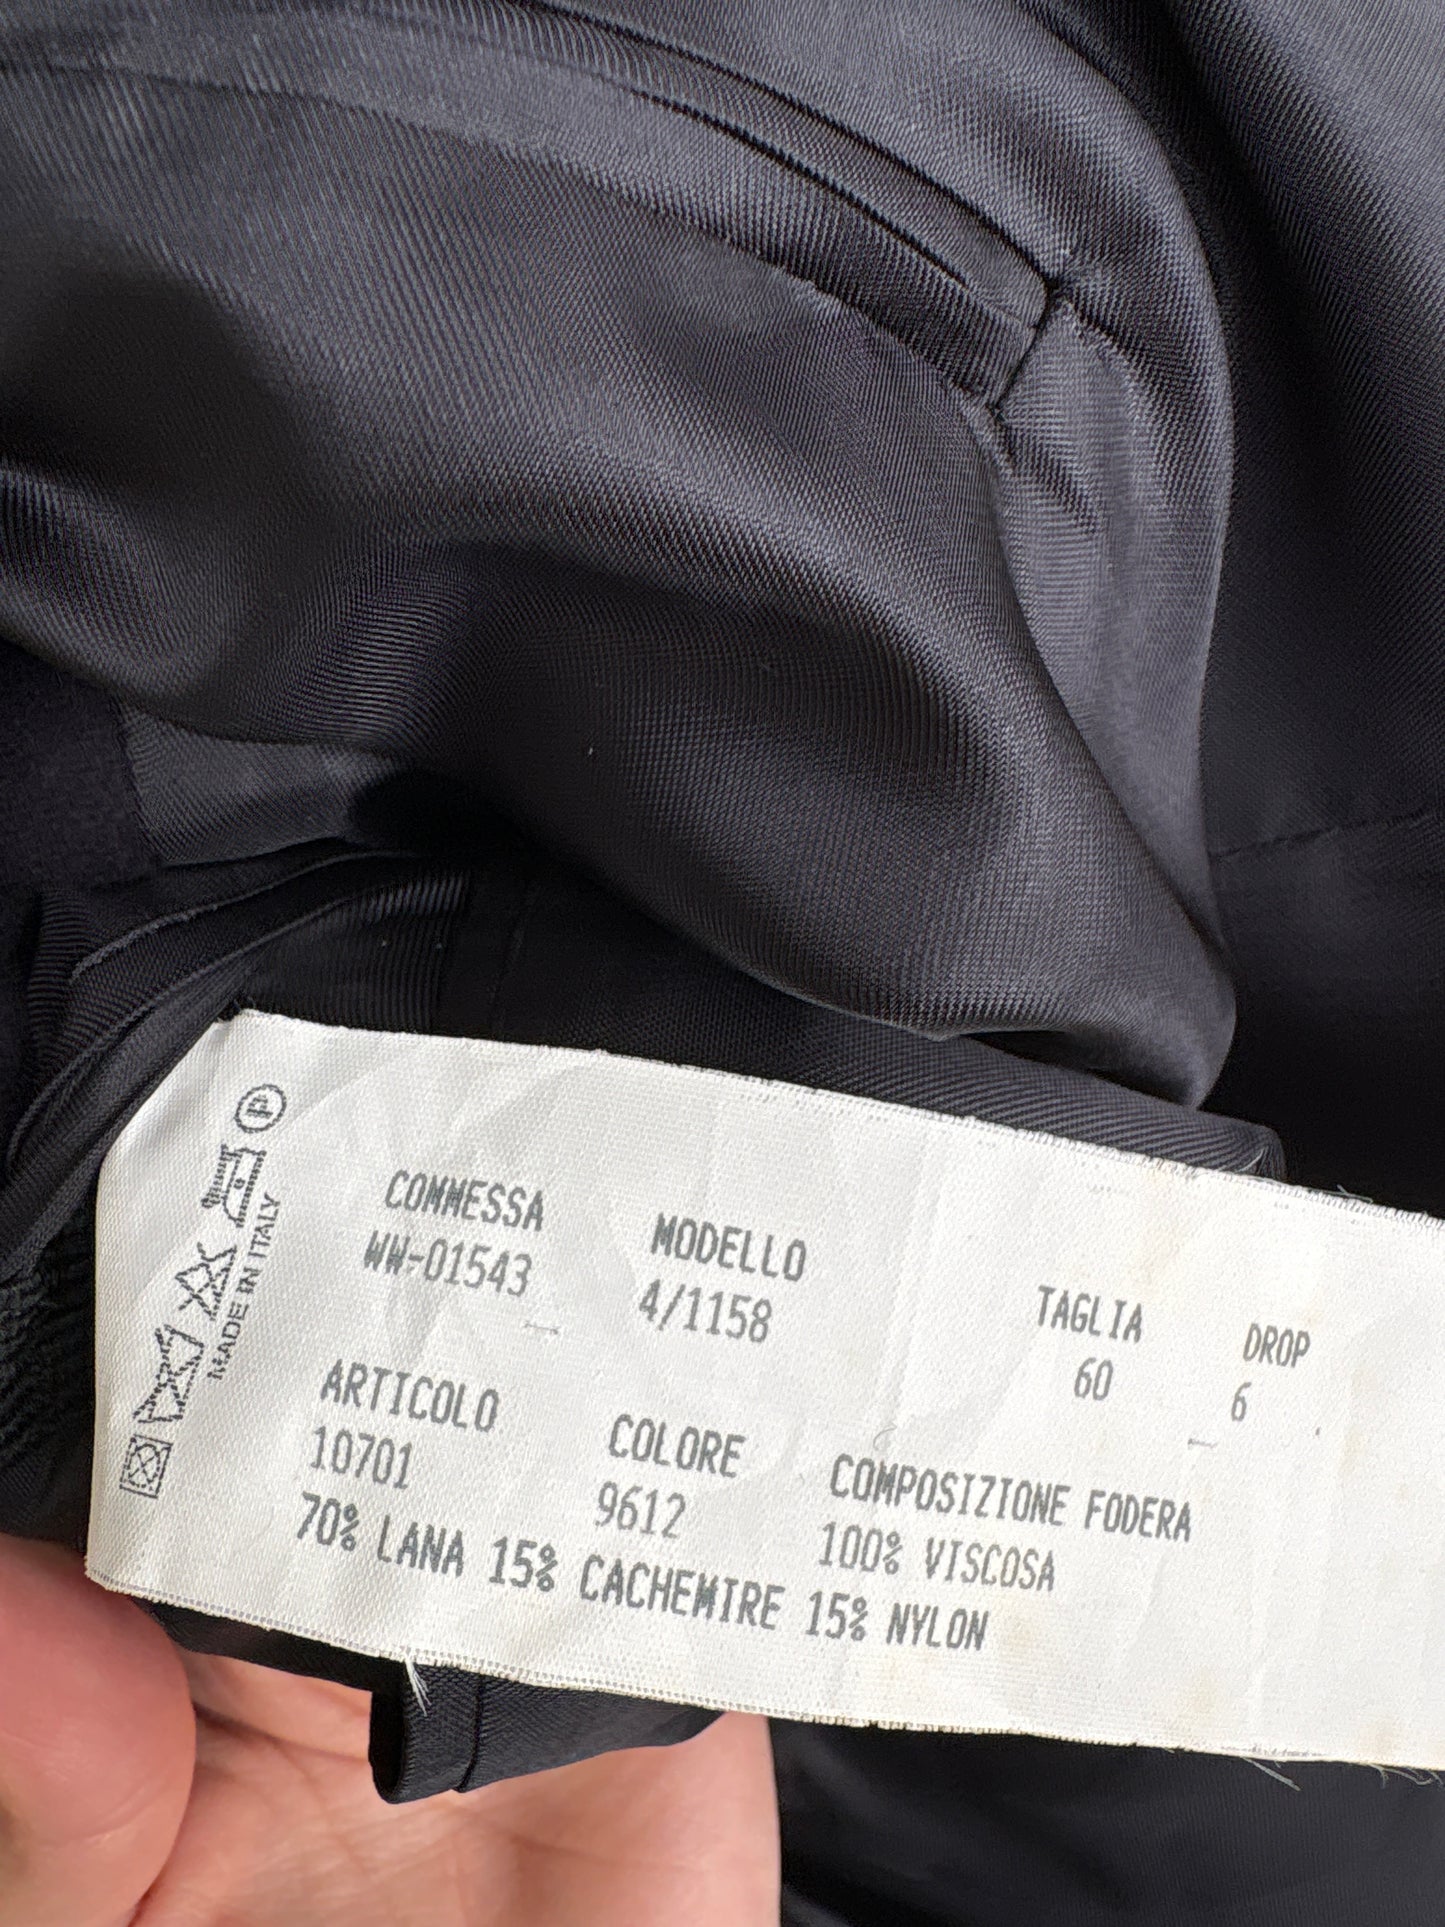 COMMESSA MODELLO TAGLIA DROP
WW-01543 4/1158 60 6
ARTICOLO COLORE COMPOSIZIONE FODERA
10701 9612 100% VISCOSA
70% LANA 15% CACHEMIRE 15% NYLON
MADE IN ITALY
P